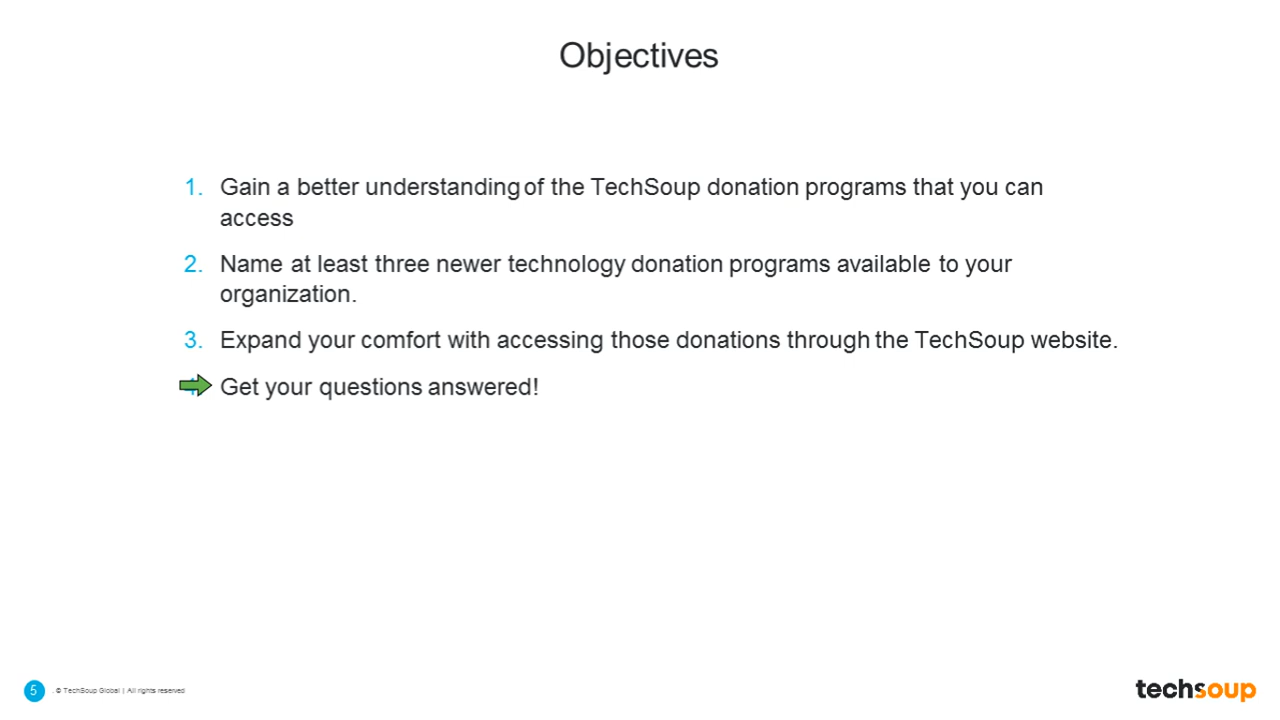 Objectives
1. Gain a better understanding of the TechSoup donation programs that you can
access
2. Name at least three newer technology donation programs available to your
organization.
3. Expand your comfort with accessing those donations through the TechSoup website.
Get your questions answered!
5 . © TechSoup Global | All rights reserved
techsoup